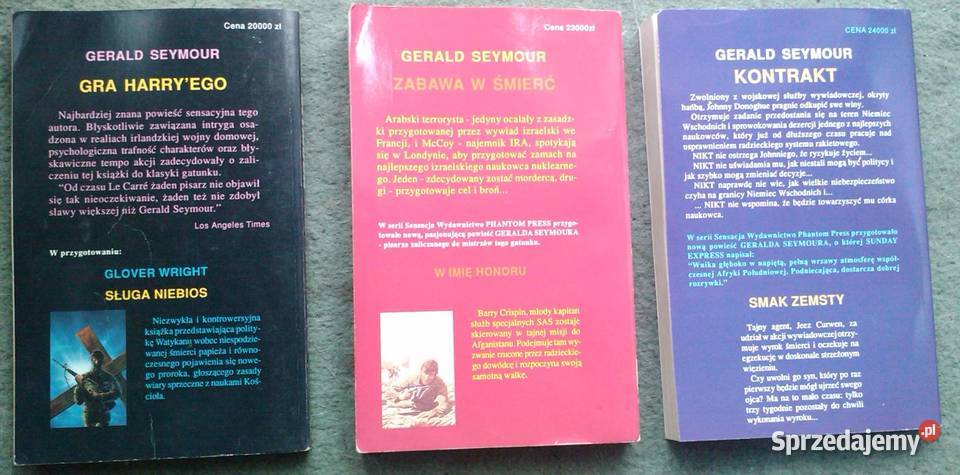 Cena 20000 zł
GERALD SEYMOUR
GRA HARRY'EGO
Najbardziej znana powieść sensacyjna tego
autora. Błyskotliwie zawiązana intryga osa-
dzona w realiach irlandzkiej wojny domowej,
psychologiczna trafność charakterów oraz bły-
skawiczne tempo akcji zadecydowały o zali-
czeniu tej książki do klasyki gatunku.
"Od czasu Le Carré żaden pisarz nie objawił
się tak nieoczekiwanie, żaden też nie zdobył
sławy większej niż Gerald Seymour."
Los Angeles Times
W przygotowaniu:
GLOVER WRIGHT
SŁUGA NIEBIOS
Niezwykła i kontrowersyjna
książka przedstawiająca polity-
kę Watykanu wobec niespodzie-
wanej śmierci papieża i równo-
czesnego pojawienia się nowe-
go proroka, głoszącego zasady
wiary sprzeczne z naukami Koś-
cioła.
Cena 23000zł
GERALD SEYMOUR
ZABAWA W ŚMIERĆ
Arabski terrorysta - jedyny ocalały z zasadz-
ki przygotowanej przez wywiad izraelski we
Francji, i McCoy - najemnik IRA, spotykają
się w Londynie, aby przygotować zamach na
najlepszego izraelskiego naukowca nuklearne-
go. Jeden - zdecydowany zostać mordercą, dru-
gi - przygotowuje cel i broń...
W serii Sensacja Wydawnictwo PHANTOM PRESS przygo-
towało nową, pasjonującą powieść GERALDA SEYMOURA
- pisarza zaliczanego do mistrzów tego gatunku.
W IMIĘ HONORU
Barry Crispin, młody kapitan
służb specjalnych SAS zostaje
skierowany w tajnej misji do
Afganistanu. Podejmuje tam wy-
zwanie rzucone przez radzieckie-
go dowódcę i rozpoczyna swoją
samotną walkę.
CENA 24000 zł
GERALD SEYMOUR
KONTRAKT
Zwolniony z wojskowej służby wywiadowczej, okryty
hańbą, Johnny Donoghue pragnie odkupić swe winy.
Otrzymuje zadanie przedostania się na teren Niemiec
Wschodnich i sprowokowania dezercji jednego z najlepszych
naukowców, który już od dłuższego czasu pracuje nad
usprawnieniem radzieckiego systemu rakietowego.
NIKT nie ostrzega Johnniego, że ryzykuje życiem...
NIKT nie uświadamia mu, jak niestali mogą być politycy i
jak szybko mogą zmieniać decyzje...
NIKT naprawdę nie wie, jak wielkie niebezpieczeństwo
czyha na granicy Niemiec Wschodnich i...
... NIKT nie wspomina, że będzie towarzyszyć mu córka
naukowca.
W serii Sensacja Wydawnictwo Phantom Press przygotowało
nową powieść GERALDA SEYMOURA, o której SUNDAY
EXPRESS napisał:
"Wnika głęboko w napiętą, pełną wrzawy atmosferę współ-
czesnej Afryki Południowej. Podniecająca, dostarcza dobrej
rozrywki."
SMAK ZEMSTY
Tajny agent, Jeez Curwen, za
udział w akcji wywiadowczej otrzy-
muje wyrok śmierci i oczekuje na
egzekucję w doskonale strzeżonym
więzieniu.
Czy uwolni go syn, który po raz
pierwszy będzie mógł ujrzeć swego
ojca? Ma na to mało czasu: tylko
trzy tygodnie pozostały do chwili
wykonania wyroku...
Sprzedajemy.pl